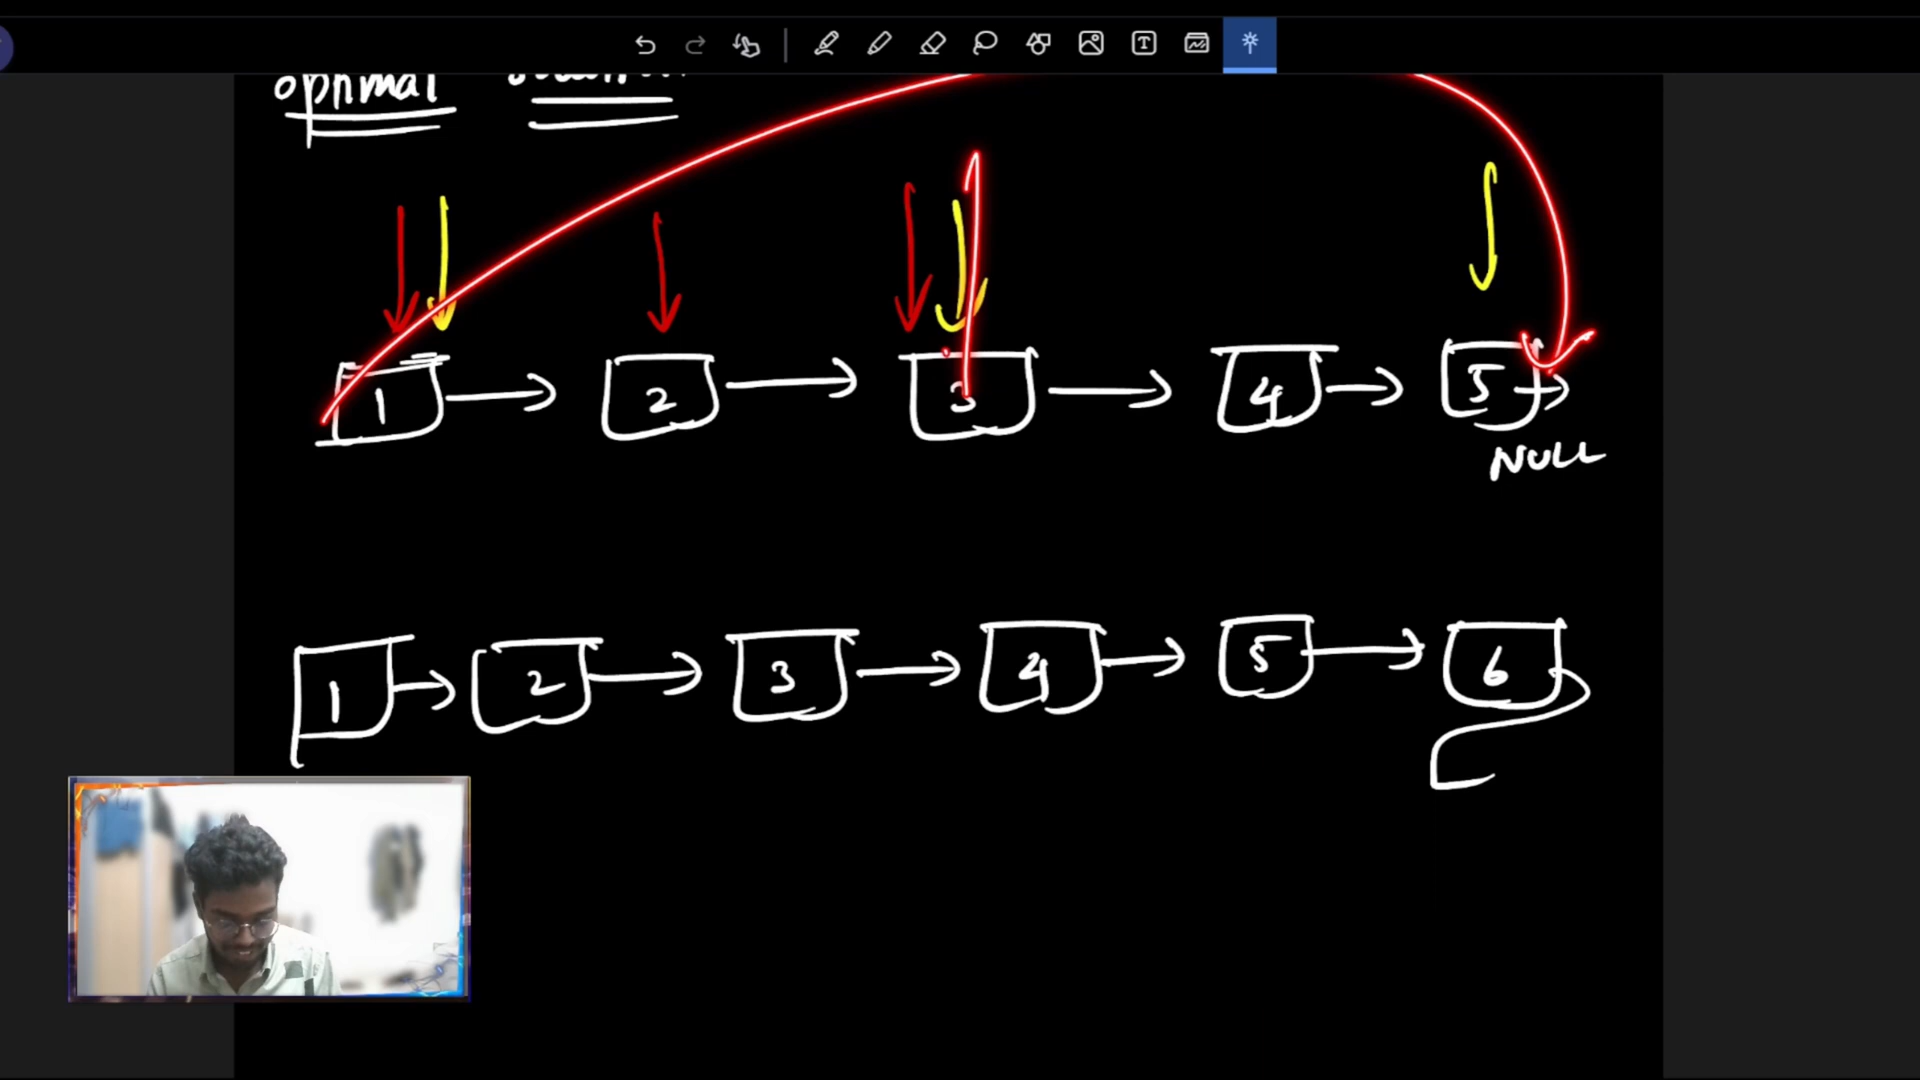 optimal
1 → 2 → 3 → 4 → 5 →
NULL
1 → 2 → 3 → 4 → 5 → 6